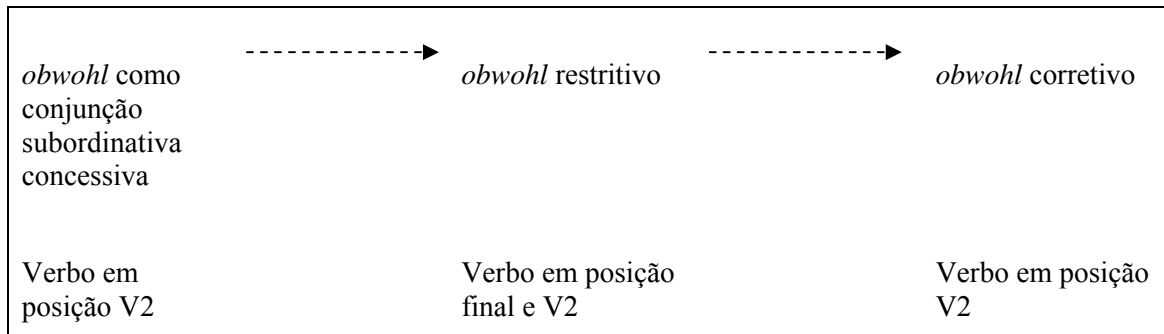 obwohl como
conjunção
subordinativa
concessiva
obwohl restritivo
obwohl corretivo
Verbo em
posição V2
Verbo em posição
final e V2
Verbo em posição
V2